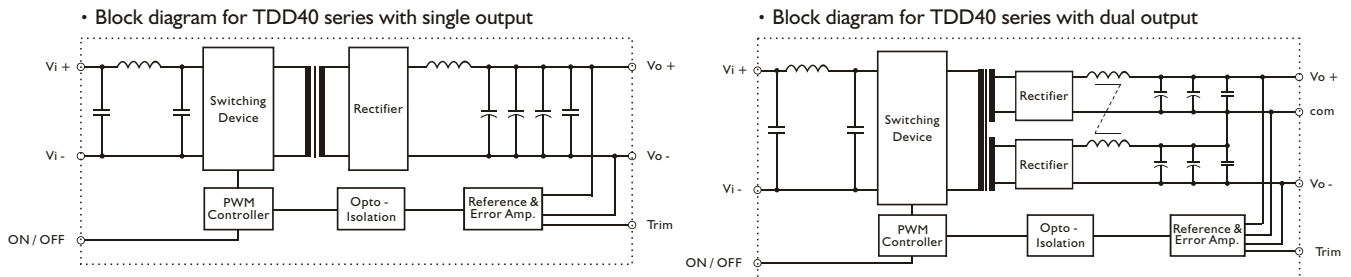 • Block diagram for TDD40 series with single output
Vi +
Vi -
ON / OFF
Switching
Device
Rectifier
PWM
Controller
Opto -
Isolation
Reference &
Error Amp.
Vo +
Vo -
Trim
• Block diagram for TDD40 series with dual output
Vi +
Vi -
ON / OFF
Switching
Device
Rectifier
Rectifier
PWM
Controller
Opto -
Isolation
Reference &
Error Amp.
Vo +
com
Vo -
Trim